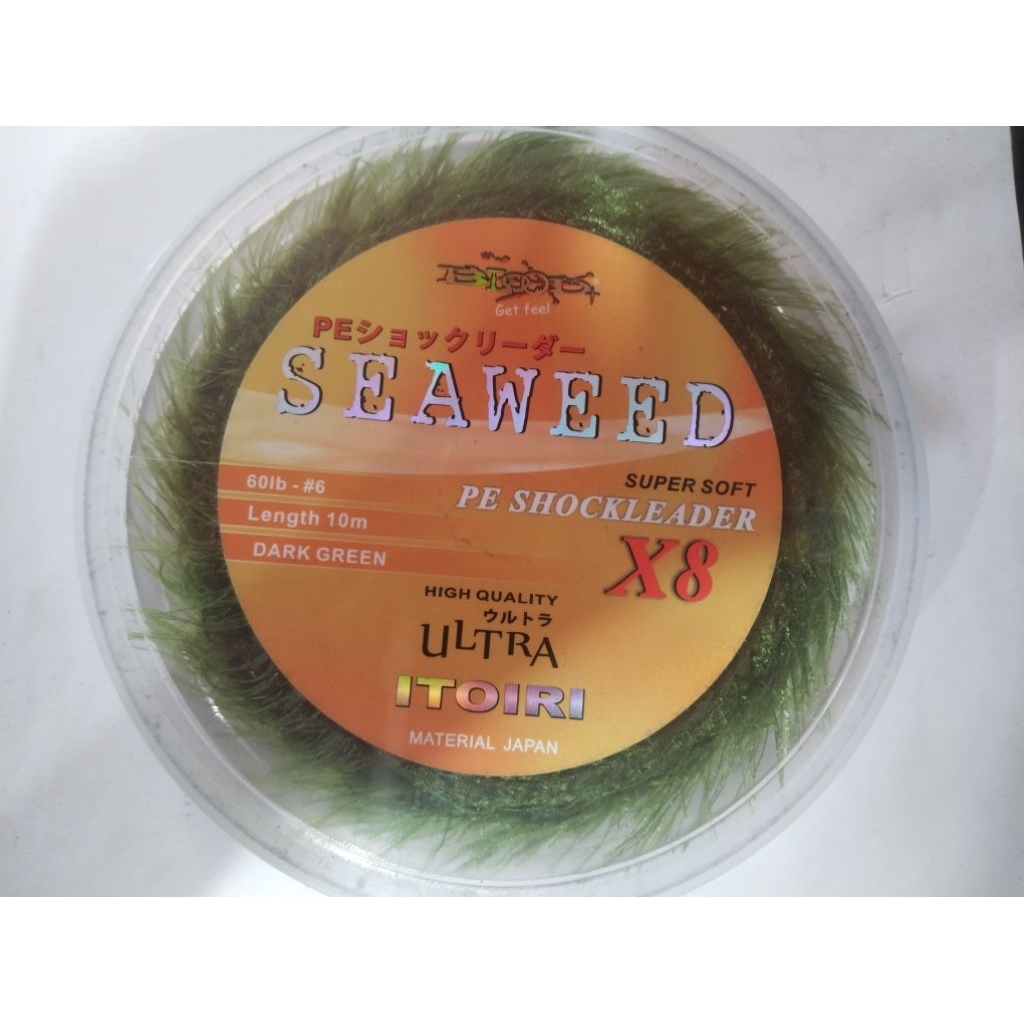 Get feel
PEショックリーダー
SEAWEED
60lb - #6
SUPER SOFT
Length 10m
PE SHOCKLEADER
DARK GREEN
X8
HIGH QUALITY
ウルトラ
ULTRA
ITOIRI
MATERIAL JAPAN